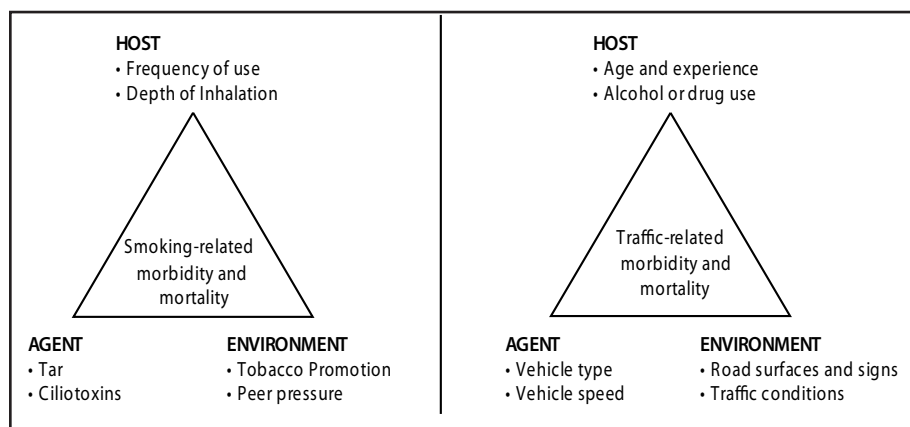 HOST
• Frequency of use
• Depth of Inhalation
Smoking-related
morbidity and
mortality
AGENT
• Tar
• Ciliotoxins
ENVIRONMENT
• Tobacco Promotion
• Peer pressure
HOST
• Age and experience
• Alcohol or drug use
Traffic-related
morbidity and
mortality
AGENT
• Vehicle type
• Vehicle speed
ENVIRONMENT
• Road surfaces and signs
• Traffic conditions